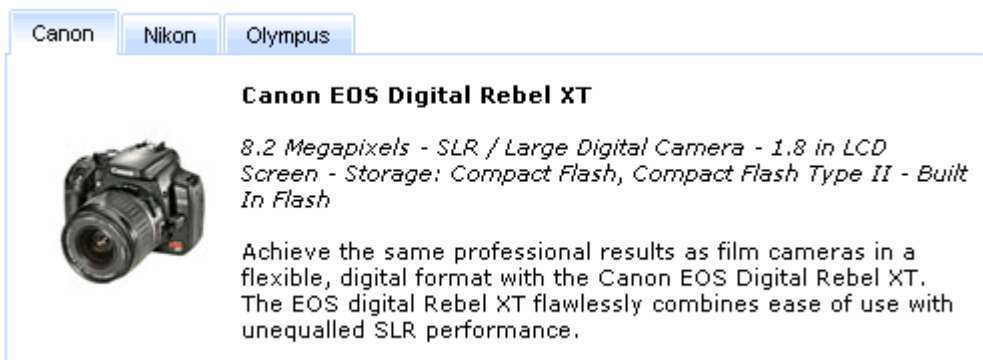 Canon Nikon Olympus
Canon EOS Digital Rebel XT
8.2 Megapixels - SLR / Large Digital Camera - 1.8 in LCD
Screen - Storage: Compact Flash, Compact Flash Type II - Built
In Flash
Achieve the same professional results as film cameras in a
flexible, digital format with the Canon EOS Digital Rebel XT.
The EOS digital Rebel XT flawlessly combines ease of use with
unequalled SLR performance.